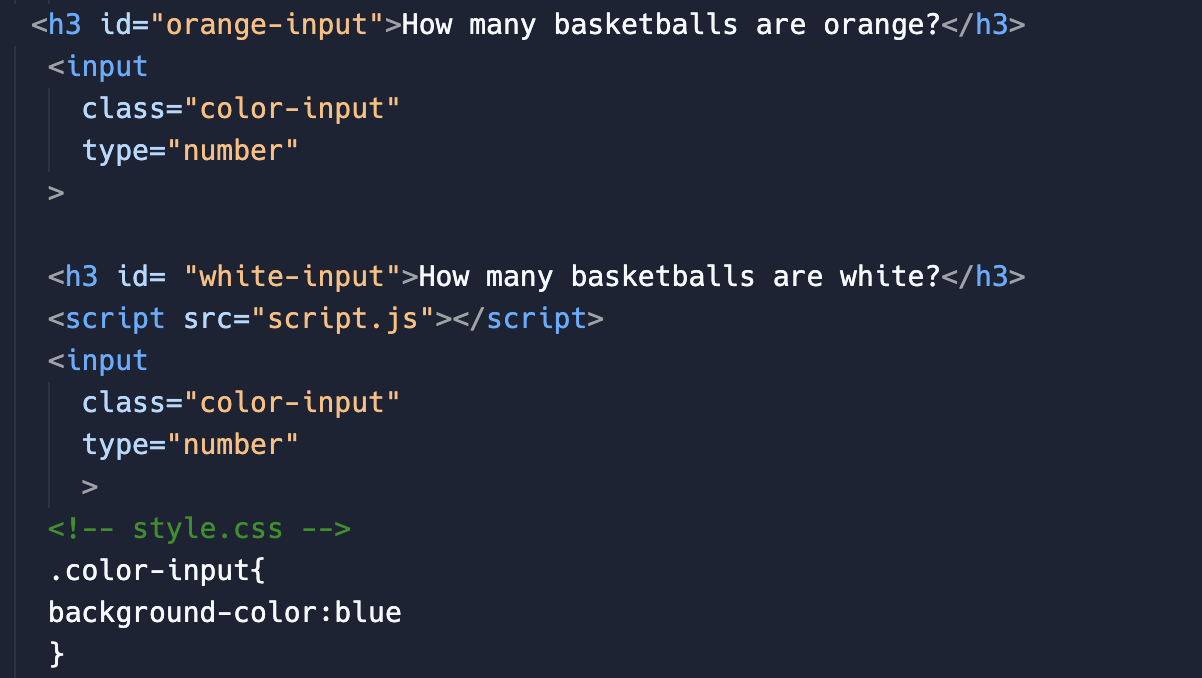 <h3 id="orange-input">How many basketballs are orange?</h3>
<input
class="color-input"
type="number"
>
<h3 id= "white-input">How many basketballs are white?</h3>
<script src="script.js"></script>
<input
class="color-input"
type="number"
>
<!-- style.css -->
.color-input{
background-color:blue
}